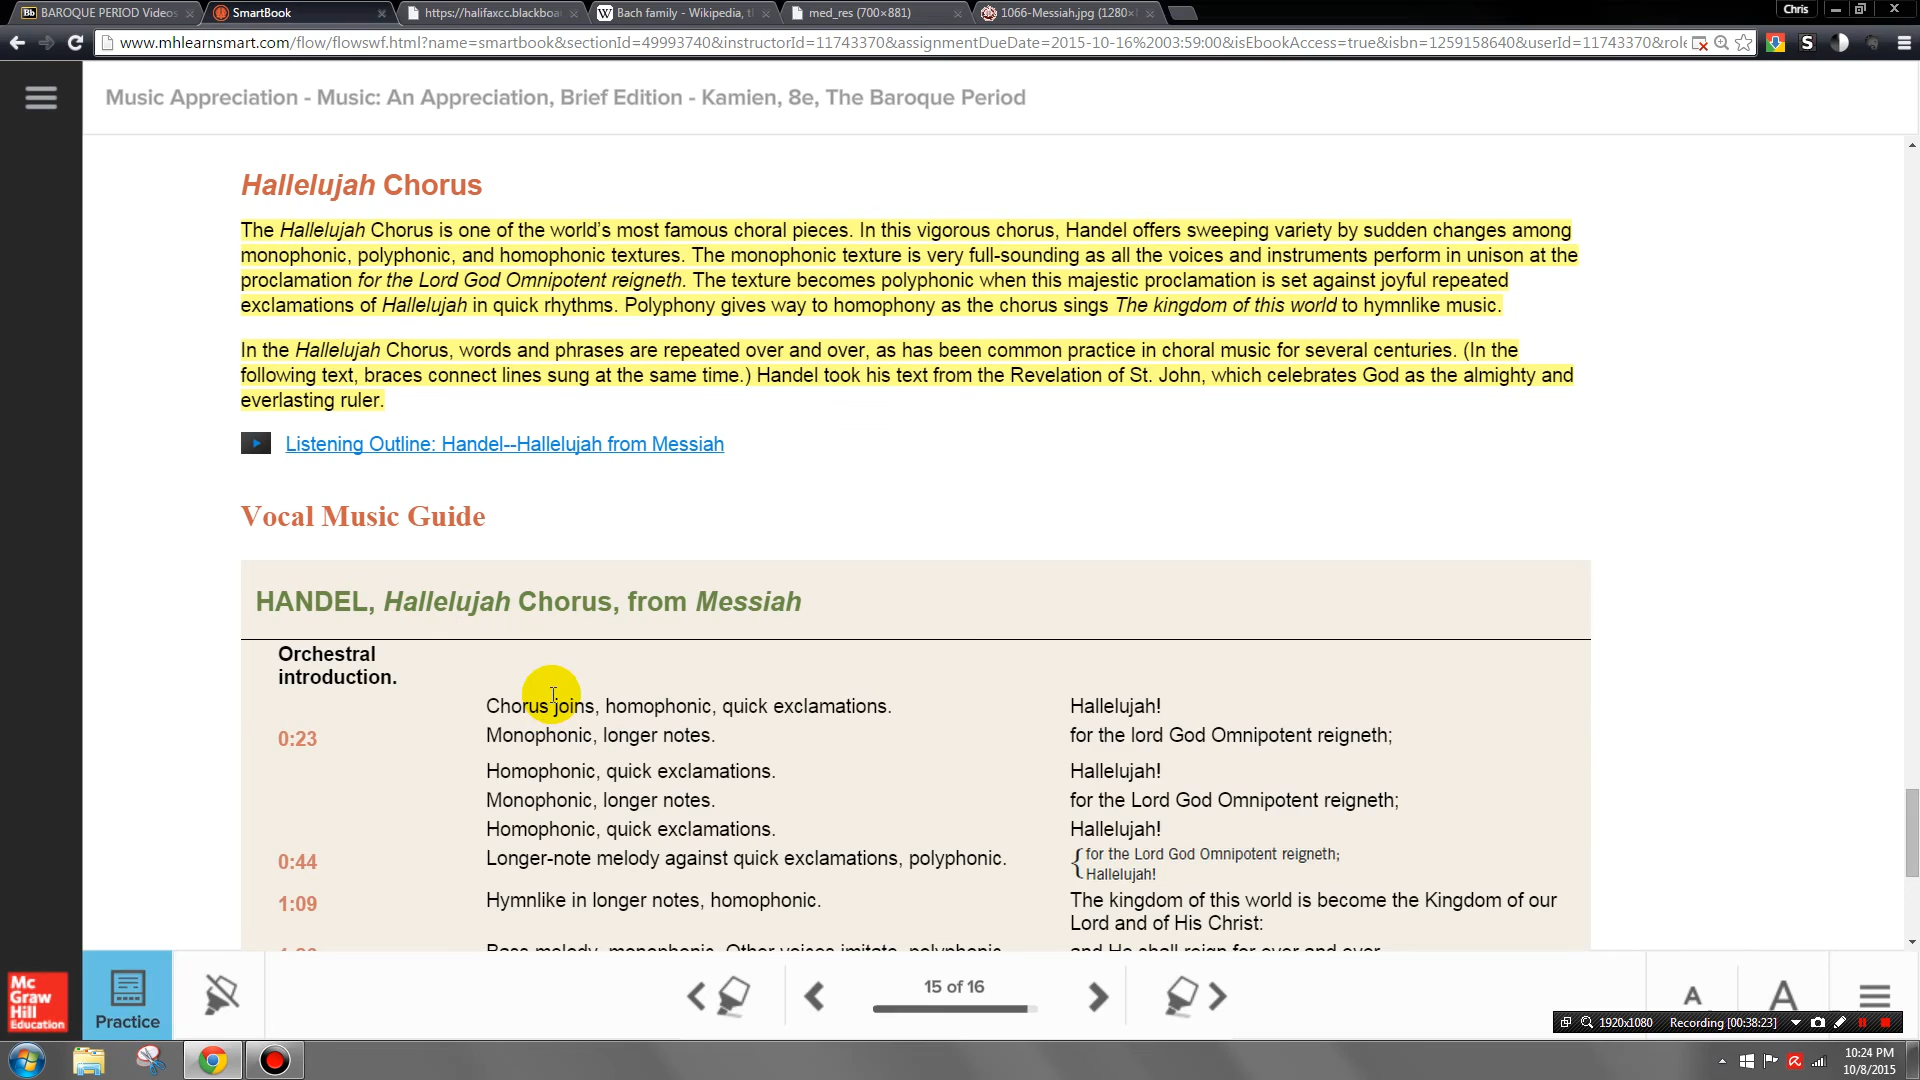 BAROQUE PERIOD Videos
SmartBook
https://halifaxcc.blackboa
Bach family - Wikipedia, t
med_res (700×881)
1066-Messiah.jpg (1280×
Chris
www.mhlearnsmart.com/flow/flowswf.html?name=smartbook&sectionId=49993740&instructorId=11743370&assignmentDueDate=2015-10-16%2003:59:00&isEbookAccess=true&isbn=1259158640&userId=11743370&role
Music Appreciation - Music: An Appreciation, Brief Edition - Kamien, 8e, The Baroque Period
Hallelujah Chorus
The Hallelujah Chorus is one of the world's most famous choral pieces. In this vigorous chorus, Handel offers sweeping variety by sudden changes among
monophonic, polyphonic, and homophonic textures. The monophonic texture is very full-sounding as all the voices and instruments perform in unison at the
proclamation for the Lord God Omnipotent reigneth. The texture becomes polyphonic when this majestic proclamation is set against joyful repeated
exclamations of Hallelujah in quick rhythms. Polyphony gives way to homophony as the chorus sings The kingdom of this world to hymnlike music.
In the Hallelujah Chorus, words and phrases are repeated over and over, as has been common practice in choral music for several centuries. (In the
following text, braces connect lines sung at the same time.) Handel took his text from the Revelation of St. John, which celebrates God as the almighty and
everlasting ruler.
Listening Outline: Handel--Hallelujah from Messiah
Vocal Music Guide
HANDEL, Hallelujah Chorus, from Messiah
Orchestral
introduction.
Chorus joins, homophonic, quick exclamations. Hallelujah!
0:23 Monophonic, longer notes. for the lord God Omnipotent reigneth;
Homophonic, quick exclamations. Hallelujah!
Monophonic, longer notes. for the Lord God Omnipotent reigneth;
Homophonic, quick exclamations. Hallelujah!
0:44 Longer-note melody against quick exclamations, polyphonic. {for the Lord God Omnipotent reigneth;
Hallelujah!
1:09 Hymnlike in longer notes, homophonic. The kingdom of this world is become the Kingdom of our
Lord and of His Christ:
Bass melody, monophonic. Other voices imitate, polyphonic. and He shall reign for ever and ever
Mc
Graw
Hill
Education
Practice
15 of 16
A A
1920x1080 Recording [00:38:23]
10:24 PM
10/8/2015